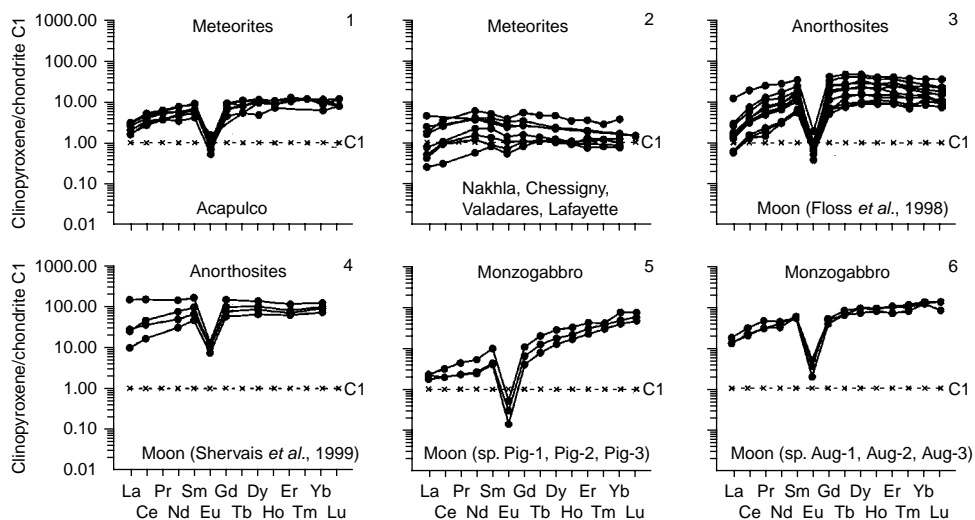 Meteorites 1
Clinopyroxene/chondrite C1
1000.00
100.00
10.00
1.00
0.10
0.01
C1
Acapulco
Meteorites 2
C1
Nakhla, Chessigny,
Valadares, Lafayette
Anorthosites 3
C1
Moon (Floss et al., 1998)
Anorthosites 4
Clinopyroxene/chondrite C1
1000.00
100.00
10.00
1.00
0.10
0.01
C1
Moon (Shervais et al., 1999)
Monzogabbro 5
C1
Moon (sp. Pig-1, Pig-2, Pig-3)
Monzogabbro 6
C1
Moon (sp. Aug-1, Aug-2, Aug-3)
La Pr Sm Gd Dy Er Yb
Ce Nd Eu Tb Ho Tm Lu
La Pr Sm Gd Dy Er Yb
Ce Nd Eu Tb Ho Tm Lu
La Pr Sm Gd Dy Er Yb
Ce Nd Eu Tb Ho Tm Lu